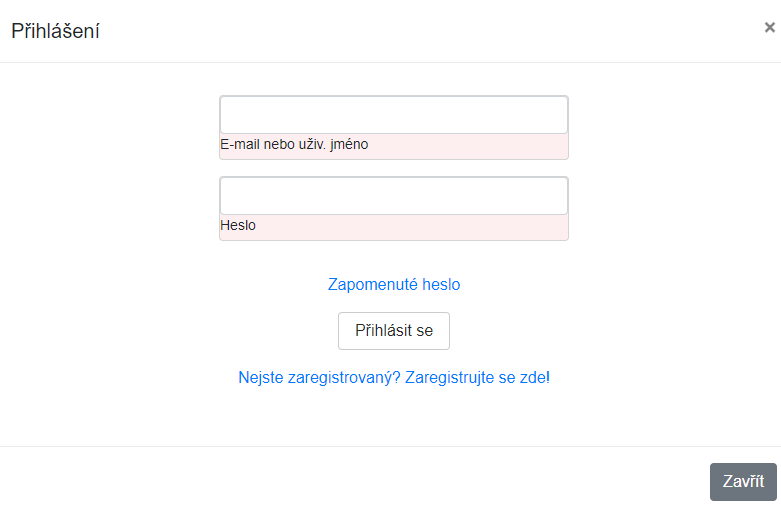 Přihlášení
×
E-mail nebo uživ. jméno
Heslo
Zapomenuté heslo
Přihlásit se
Nejste zaregistrovaný? Zaregistrujte se zde!
Zavřít